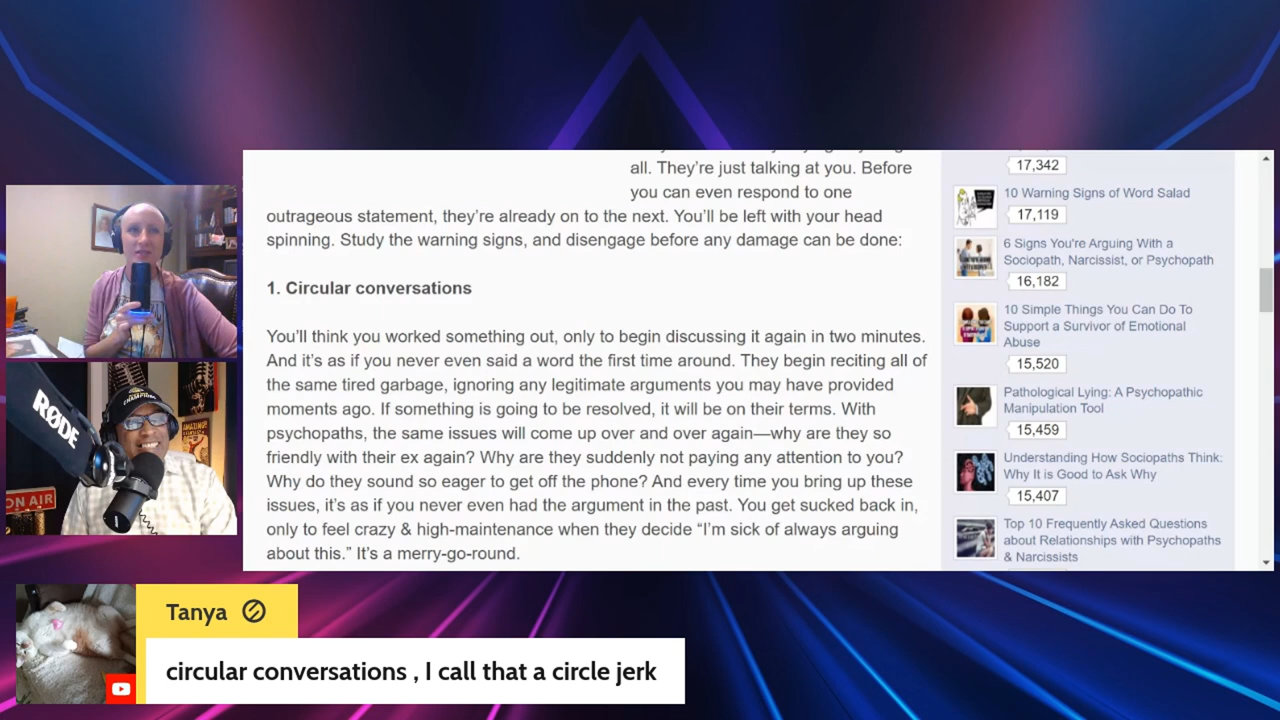 all. They're just talking at you. Before
you can even respond to one
outrageous statement, they're already on to the next. You'll be left with your head
spinning. Study the warning signs, and disengage before any damage can be done:
1. Circular conversations
You'll think you worked something out, only to begin discussing it again in two minutes.
And it's as if you never even said a word the first time around. They begin reciting all of
the same tired garbage, ignoring any legitimate arguments you may have provided
moments ago. If something is going to be resolved, it will be on their terms. With
psychopaths, the same issues will come up over and over again—why are they so
friendly with their ex again? Why are they suddenly not paying any attention to you?
Why do they sound so eager to get off the phone? And every time you bring up these
issues, it's as if you never even had the argument in the past. You get sucked back in,
only to feel crazy & high-maintenance when they decide “I'm sick of always arguing
about this.” It's a merry-go-round.
17,342
10 Warning Signs of Word Salad
17,119
6 Signs You're Arguing With a
Sociopath, Narcissist, or Psychopath
16,182
10 Simple Things You Can Do To
Support a Survivor of Emotional
Abuse
15,520
Pathological Lying: A Psychopathic
Manipulation Tool
15,459
Understanding How Sociopaths Think:
Why It is Good to Ask Why
15,407
Top 10 Frequently Asked Questions
about Relationships with Psychopaths
& Narcissists
RØDE
ON AIR
Tanya
circular conversations , I call that a circle jerk